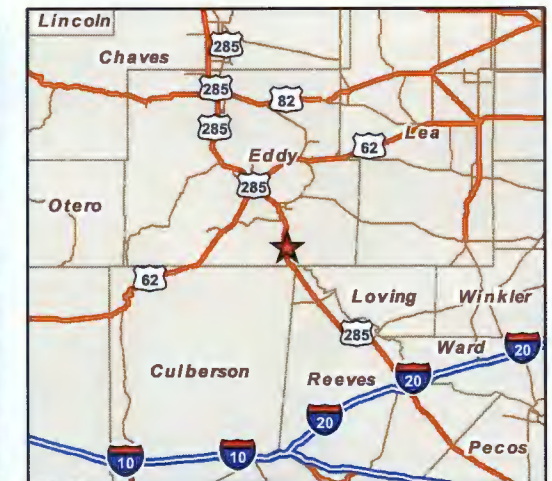 Lincoln
285
Chaves
285
82
285
Lea
62
Eddy
285
Otero
62
Loving
Winkler
285
Ward
20
Culberson
Reeves
20
20
Pecos
10
10